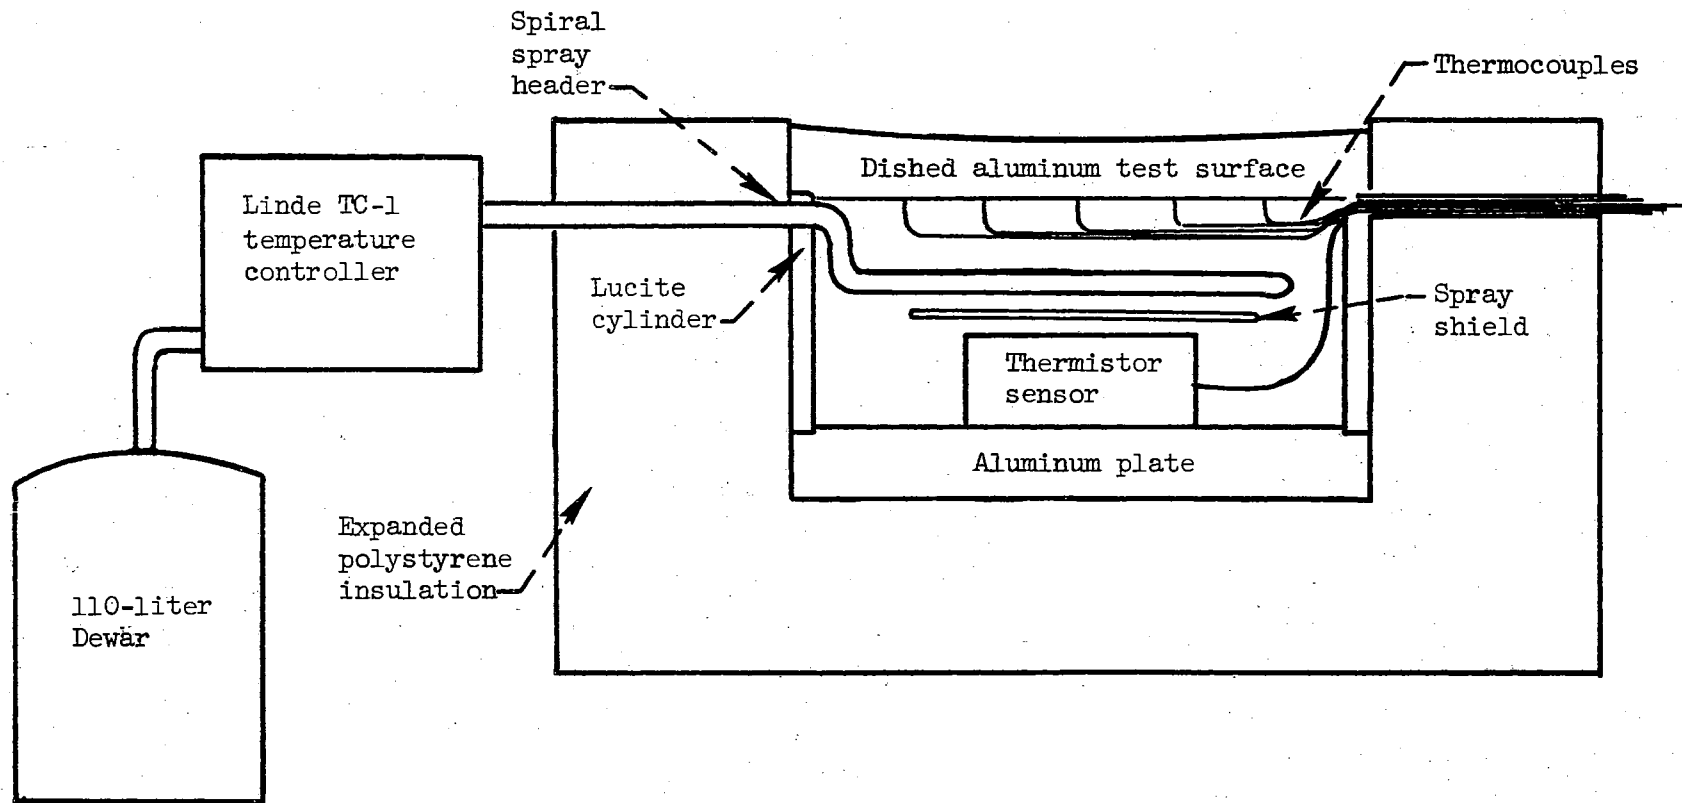 Spiral
spray
header
Thermocouples
Dished aluminum test surface
Linde TC-1
temperature
controller
Lucite
cylinder
Spray
shield
Thermistor
sensor
Aluminum plate
Expanded
polystyrene
insulation
110-liter
Dewar